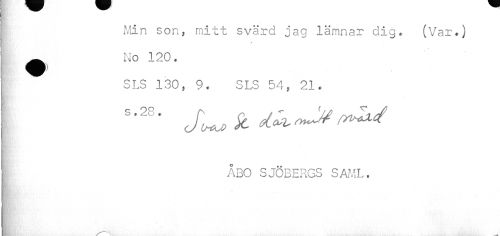 Min son, mitt svärd jag lämnar dig. (Var.)
No 120.
SLS 130, 9. SLS 54, 21.
s.28. Svar Se där mitt svärd
ÅBO SJÖBERGS SAML.